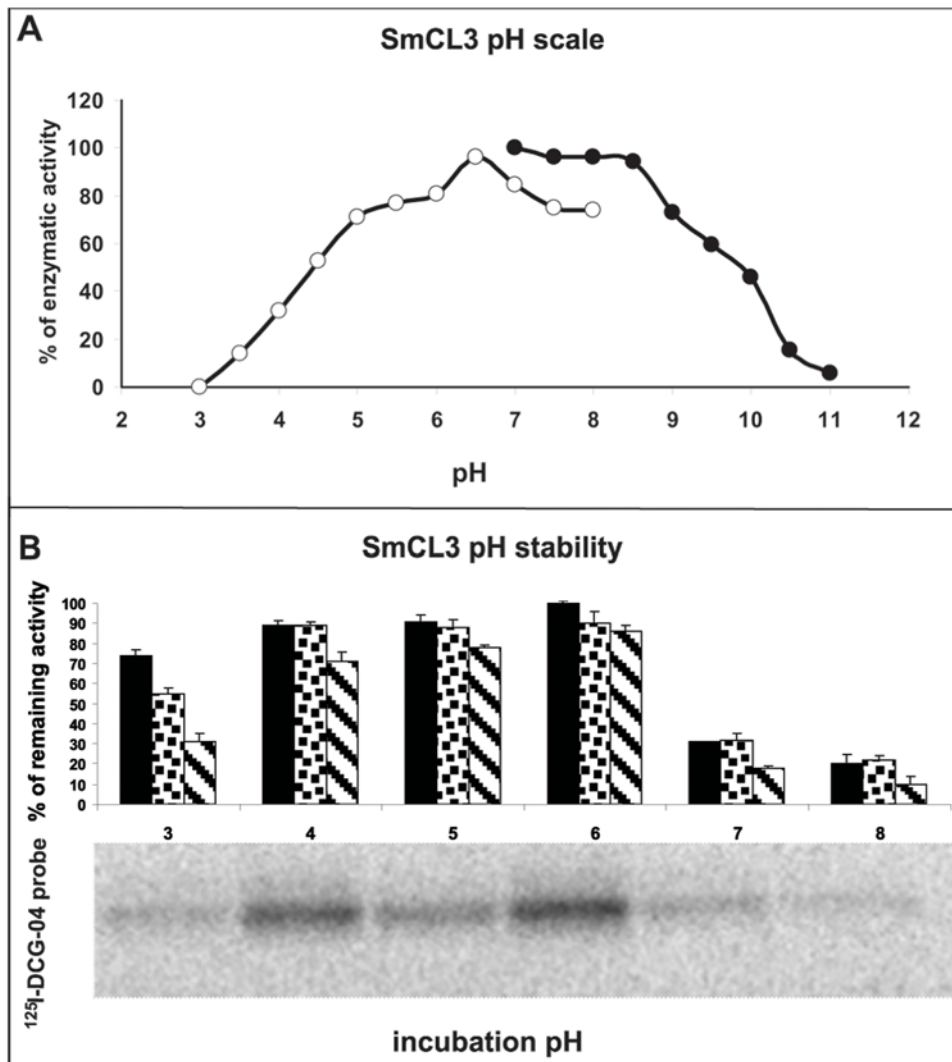 A
SmCL3 pH scale
% of enzymatic activity
120
100
80
60
40
20
0
2 3 4 5 6 7 8 9 10 11 12
pH
B
SmCL3 pH stability
% of remaining activity
100
90
80
70
60
50
40
30
20
10
0
3 4 5 6 7 8
¹²⁵I-DCG-04 probe
incubation pH